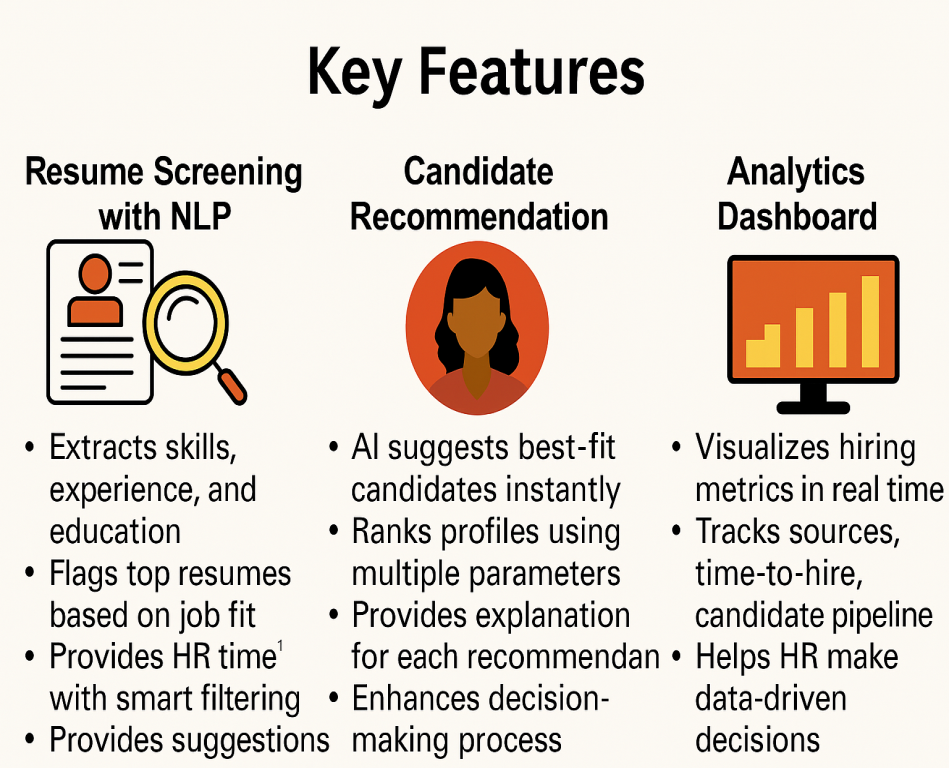 Key Features
Resume Screening
with NLP
• Extracts skills,
experience, and
education
• Flags top resumes
based on job fit
• Provides HR time¹
with smart filtering
• Provides suggestions
Candidate
Recommendation
• AI suggests best-fit
candidates instantly
• Ranks profiles using
multiple parameters
• Provides explanation
for each recommendan
• Enhances decision-
making process
Analytics
Dashboard
• Visualizes hiring
metrics in real time
• Tracks sources,
time-to-hire,
candidate pipeline
• Helps HR make
data-driven
decisions